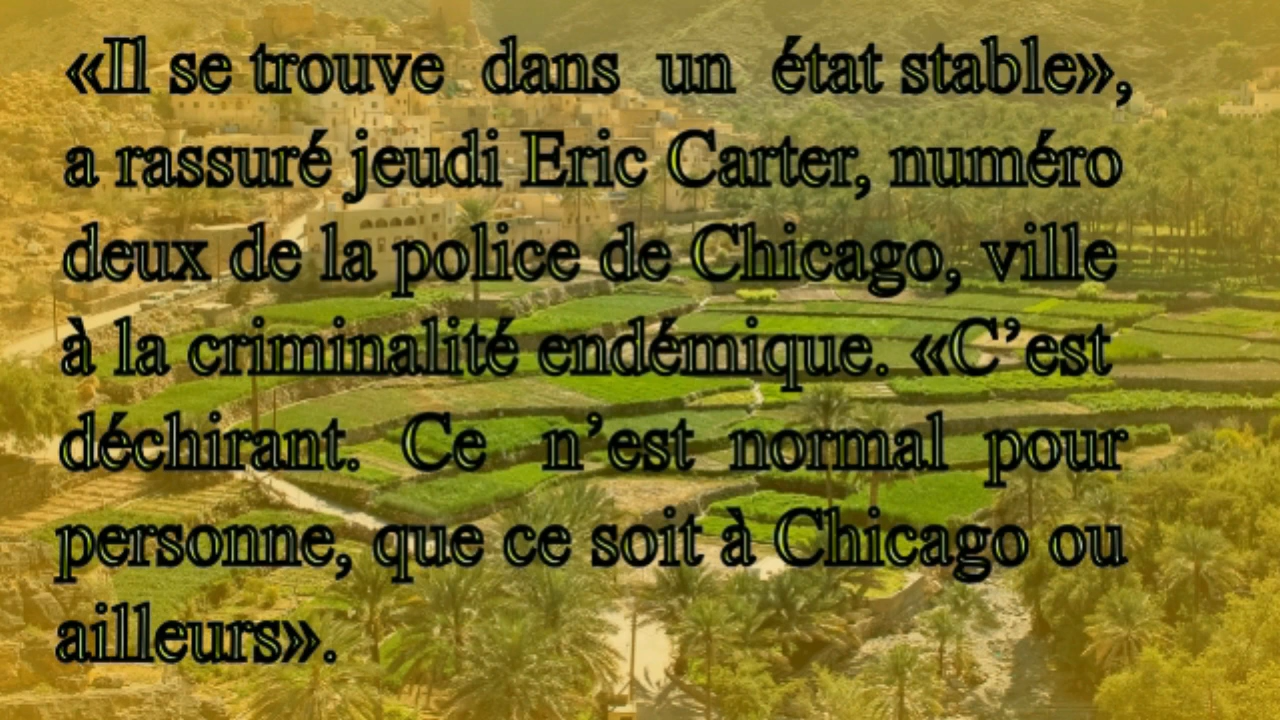 «Il se trouve dans un état stable»,
a rassuré jeudi Eric Carter, numéro
deux de la police de Chicago, ville
à la criminalité endémique. «C’est
déchirant. Ce n’est normal pour
personne, que ce soit à Chicago ou
ailleurs».